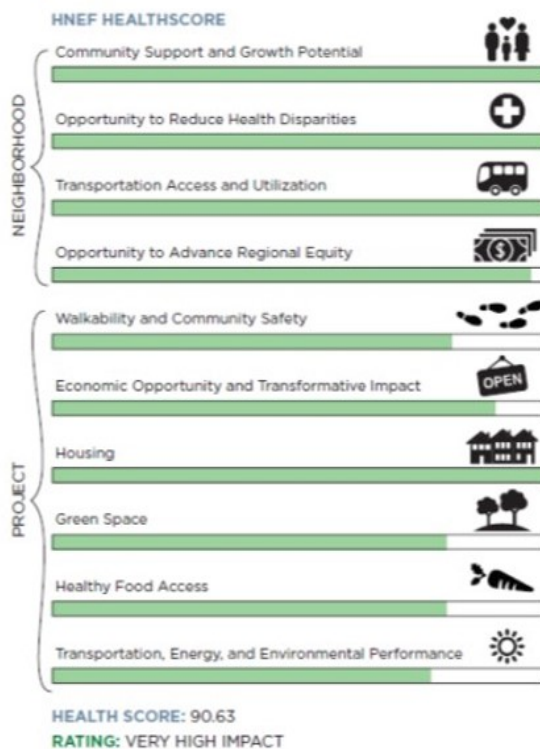 HNEF HEALTHSCORE
NEIGHBORHOOD
Community Support and Growth Potential
Opportunity to Reduce Health Disparities
Transportation Access and Utilization
Opportunity to Advance Regional Equity
$
PROJECT
Walkability and Community Safety
Economic Opportunity and Transformative Impact
OPEN
Housing
Green Space
Healthy Food Access
Transportation, Energy, and Environmental Performance
HEALTH SCORE: 90.63
RATING: VERY HIGH IMPACT